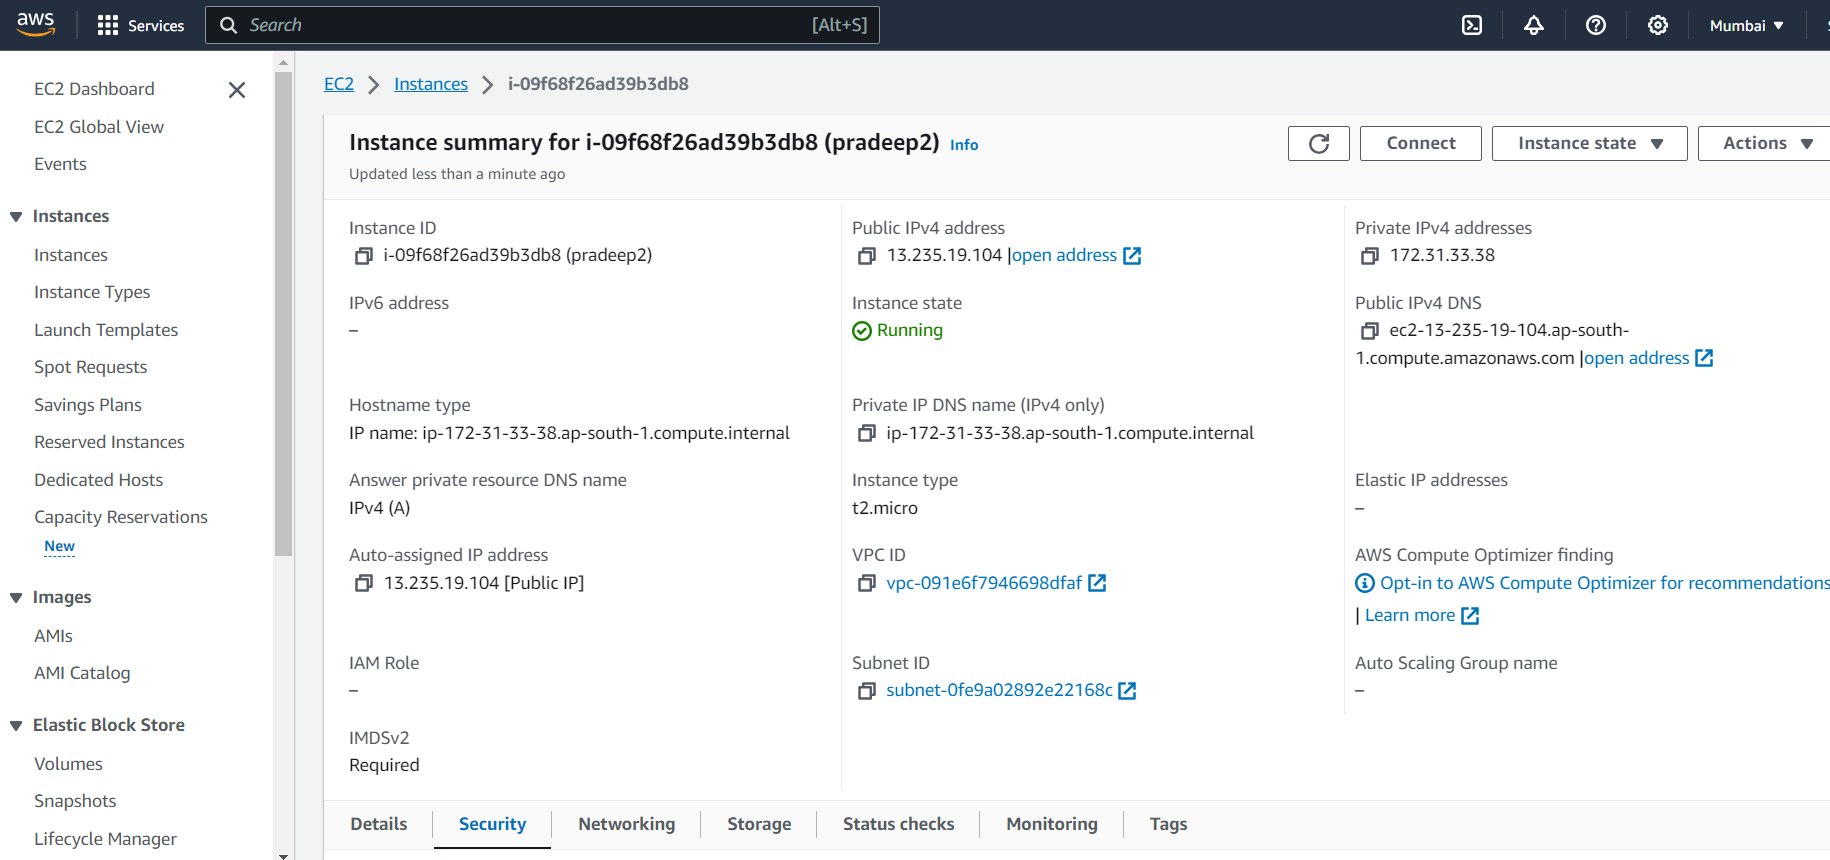 aws
Services
Search
[Alt+S]
Mumbai
EC2 Dashboard
EC2 Global View
Events
Instances
Instances
Instance Types
Launch Templates
Spot Requests
Savings Plans
Reserved Instances
Dedicated Hosts
Capacity Reservations
New
Images
AMIs
AMI Catalog
Elastic Block Store
Volumes
Snapshots
Lifecycle Manager
EC2 Instances i-09f68f26ad39b3db8
Instance summary for i-09f68f26ad39b3db8 (pradeep2) Info
Updated less than a minute ago
Connect
Instance state
Actions
Instance ID
i-09f68f26ad39b3db8 (pradeep2)
Public IPv4 address
13.235.19.104 |open address
Private IPv4 addresses
172.31.33.38
IPv6 address
–
Instance state
Running
Public IPv4 DNS
ec2-13-235-19-104.ap-south-
1.compute.amazonaws.com |open address
Hostname type
IP name: ip-172-31-33-38.ap-south-1.compute.internal
Private IP DNS name (IPv4 only)
ip-172-31-33-38.ap-south-1.compute.internal
Answer private resource DNS name
IPv4 (A)
Instance type
t2.micro
Elastic IP addresses
–
Auto-assigned IP address
13.235.19.104 [Public IP]
VPC ID
vpc-091e6f7946698dfaf
AWS Compute Optimizer finding
Opt-in to AWS Compute Optimizer for recommendations
| Learn more
IAM Role
–
Subnet ID
subnet-0fe9a02892e22168c
Auto Scaling Group name
–
IMDSv2
Required
Details
Security
Networking
Storage
Status checks
Monitoring
Tags